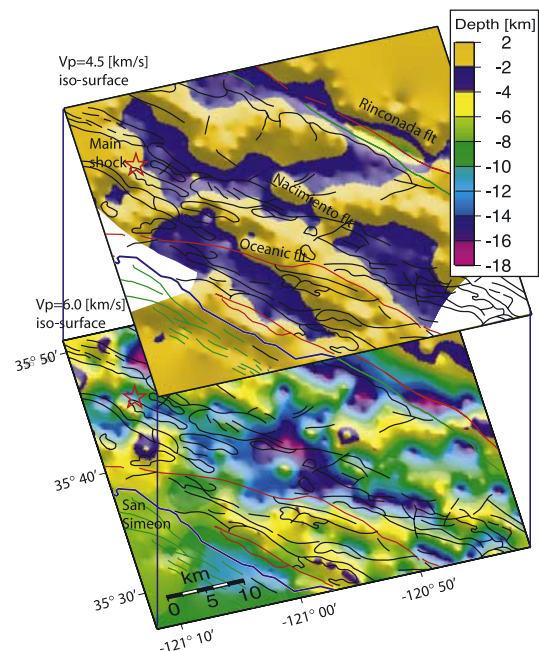 Depth [km]
2
-2
-4
-6
-8
-10
-12
-14
-16
-18
Vp=4.5 [km/s]
iso-surface
Rinconada flt
Main
shock
Nacimiento flt
Oceanic flt
Vp=6.0 [km/s]
iso-surface
35° 50'
35° 40'
San
Simeon
km
0 5 10
35° 30'
-121° 10'
-121° 00'
-120° 50'